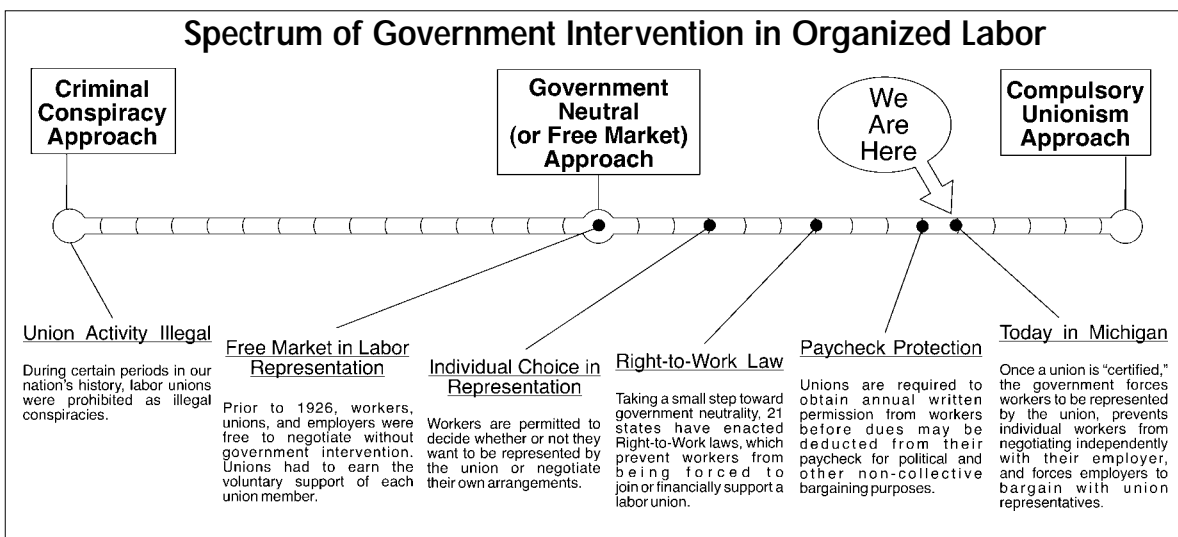 Spectrum of Government Intervention in Organized Labor
Criminal
Conspiracy
Approach
Government
Neutral
(or Free Market)
Approach
We
Are
Here
Compulsory
Unionism
Approach
Union Activity Illegal
During certain periods in our
nation's history, labor unions
were prohibited as illegal
conspiracies.
Free Market in Labor
Representation
Prior to 1926, workers,
unions, and employers were
free to negotiate without
government intervention.
Unions had to earn the
voluntary support of each
union member.
Individual Choice in
Representation
Workers are permitted to
decide whether or not they
want to be represented by
the union or negotiate
their own arrangements.
Right-to-Work Law
Taking a small step toward
government neutrality, 21
states have enacted
Right-to-Work laws, which
prevent workers from
being forced to
join or financially support a
labor union.
Paycheck Protection
Unions are required to
obtain annual written
permission from workers
before dues may be
deducted from their
paycheck for political and
other non-collective
bargaining purposes.
Today in Michigan
Once a union is “certified,”
the government forces
workers to be represented
by the union, prevents
individual workers from
negotiating independently
with their employer,
and forces employers to
bargain with union
representatives.